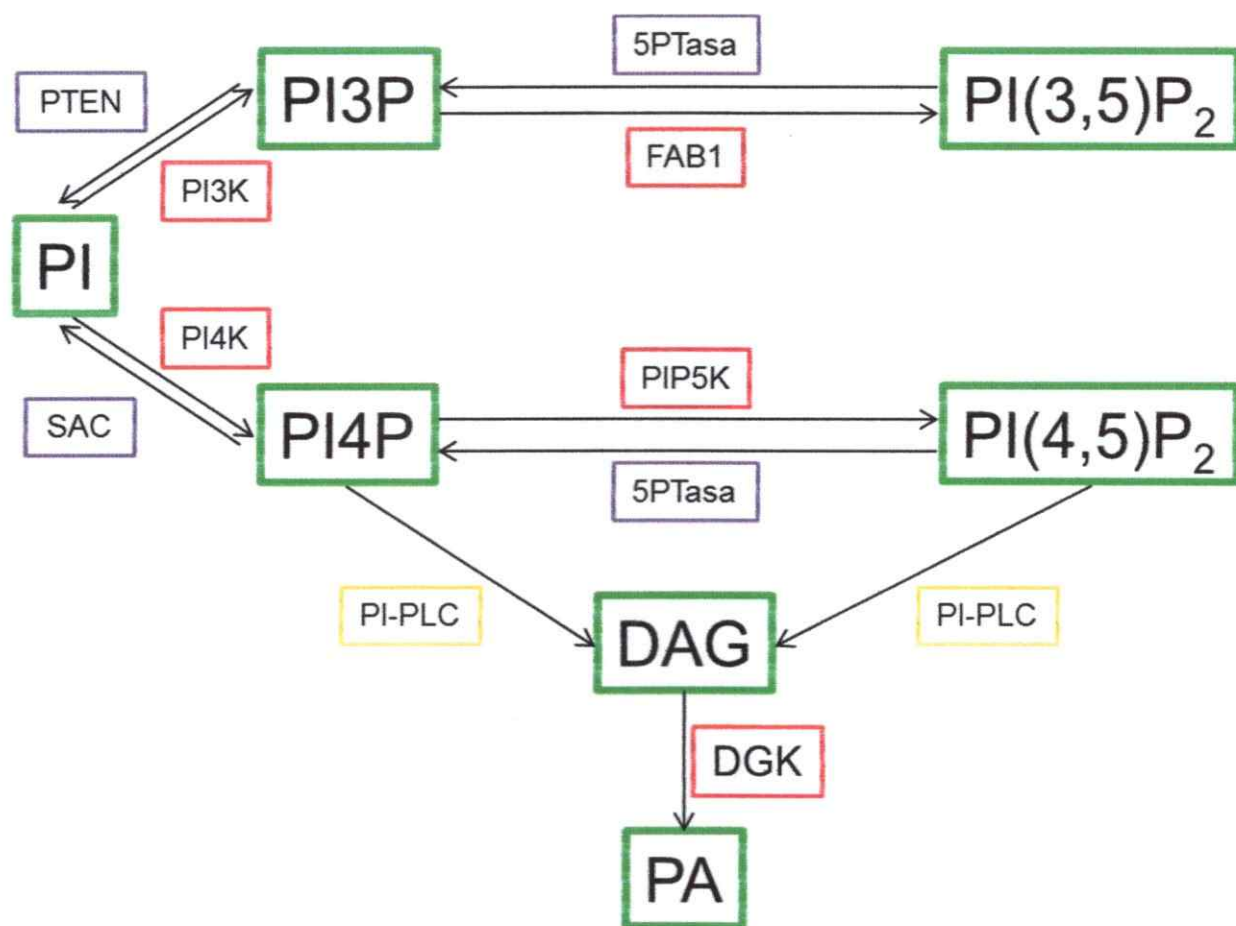 5PTasa
PTEN
PI3P
PI(3,5)P₂
FAB1
PI3K
PI
PI4K
PIP5K
SAC
PI4P
PI(4,5)P₂
5PTasa
PI-PLC
DAG
PI-PLC
DGK
PA